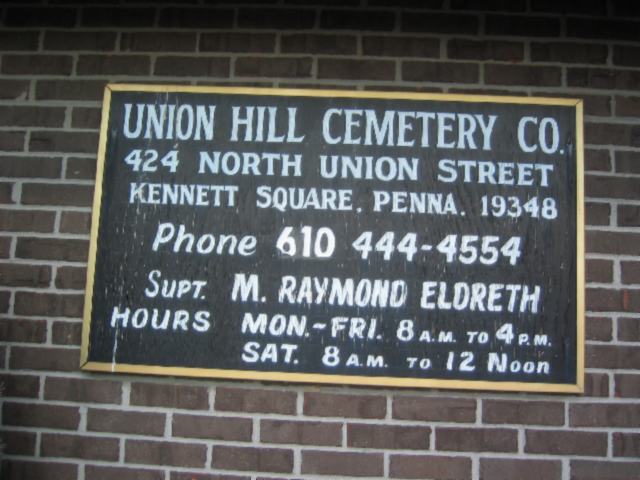 UNION HILL CEMETERY CO.
424 NORTH UNION STREET
KENNETT SQUARE, PENNA. 19348
Phone 610 444-4554
SUPT. M. RAYMOND ELDRETH
HOURS MON.-FRI. 8 A.M. TO 4 P.M.
SAT. 8 A.M. TO 12 Noon